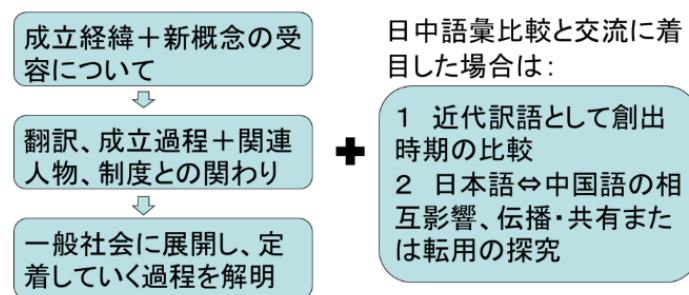 成立経緯＋新概念の受
容について
翻訳、成立過程＋関連
人物、制度との関わり
一般社会に展開し、定
着していく過程を解明
日中語彙比較と交流に着
目した場合は：
1　近代訳語として創出
時期の比較
2　日本語⇔中国語の相
互影響、伝播・共有また
は転用の探究